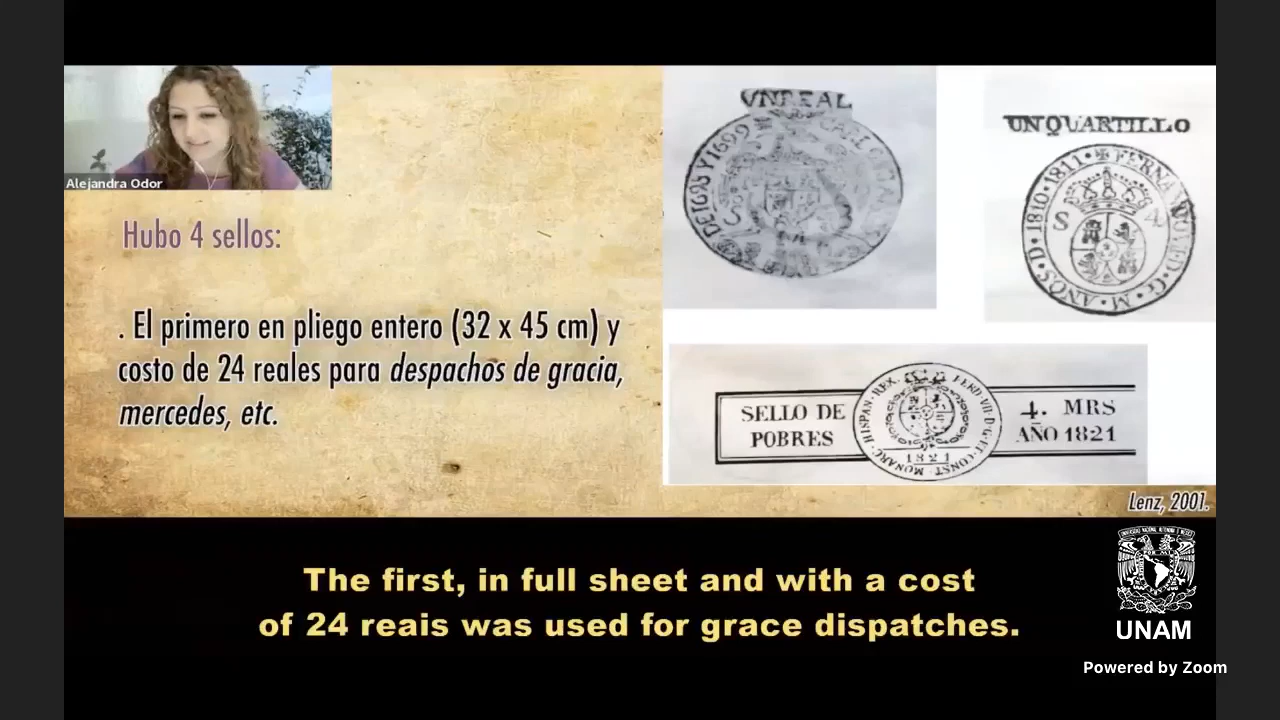 Alejandra Odor
Hubo 4 sellos:
. El primero en pliego entero (32 x 45 cm) y
costo de 24 reales para despachos de gracia,
mercedes, etc.
VNREAL
UN QUARTILLO
SELLO DE
POBRES
1821
4. MRS
AÑO 1821
Lenz, 2001.
The first, in full sheet and with a cost
of 24 reais was used for grace dispatches.
UNAM
Powered by Zoom